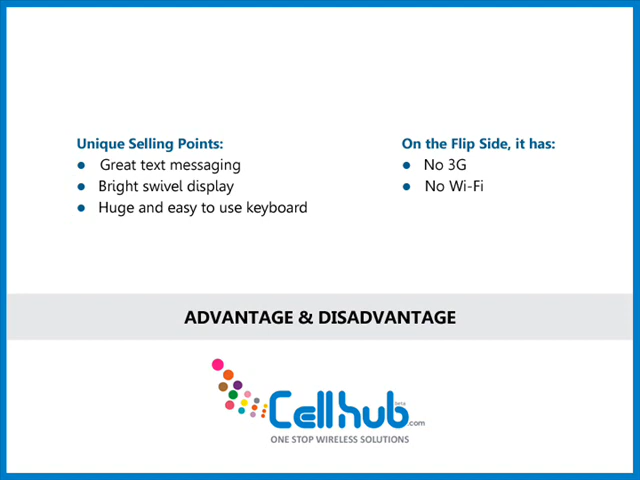 Unique Selling Points:
● Great text messaging
● Bright swivel display
● Huge and easy to use keyboard
On the Flip Side, it has:
● No 3G
● No Wi-Fi
ADVANTAGE & DISADVANTAGE
beta
Cellhub.com
ONE STOP WIRELESS SOLUTIONS